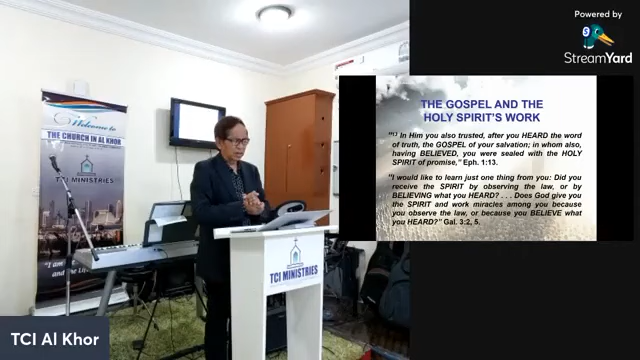 Powered by
StreamYard
Welcome to
THE CHURCH IN AL KHOR
TCI MINISTRIES
"I am
and the Li
TCI MINISTRIES
THE GOSPEL AND THE
HOLY SPIRIT'S WORK
"¹³ In Him you also trusted, after you HEARD the word
of truth, the GOSPEL of your salvation; in whom also,
having BELIEVED, you were sealed with the HOLY
SPIRIT of promise," Eph. 1:13.
"I would like to learn just one thing from you: Did you
receive the SPIRIT by observing the law, or by
BELIEVING what you HEARD? . . . Does God give you
the SPIRIT and work miracles among you because
you observe the law, or because you BELIEVE what
you HEARD?" Gal. 3:2, 5.
TCI Al Khor